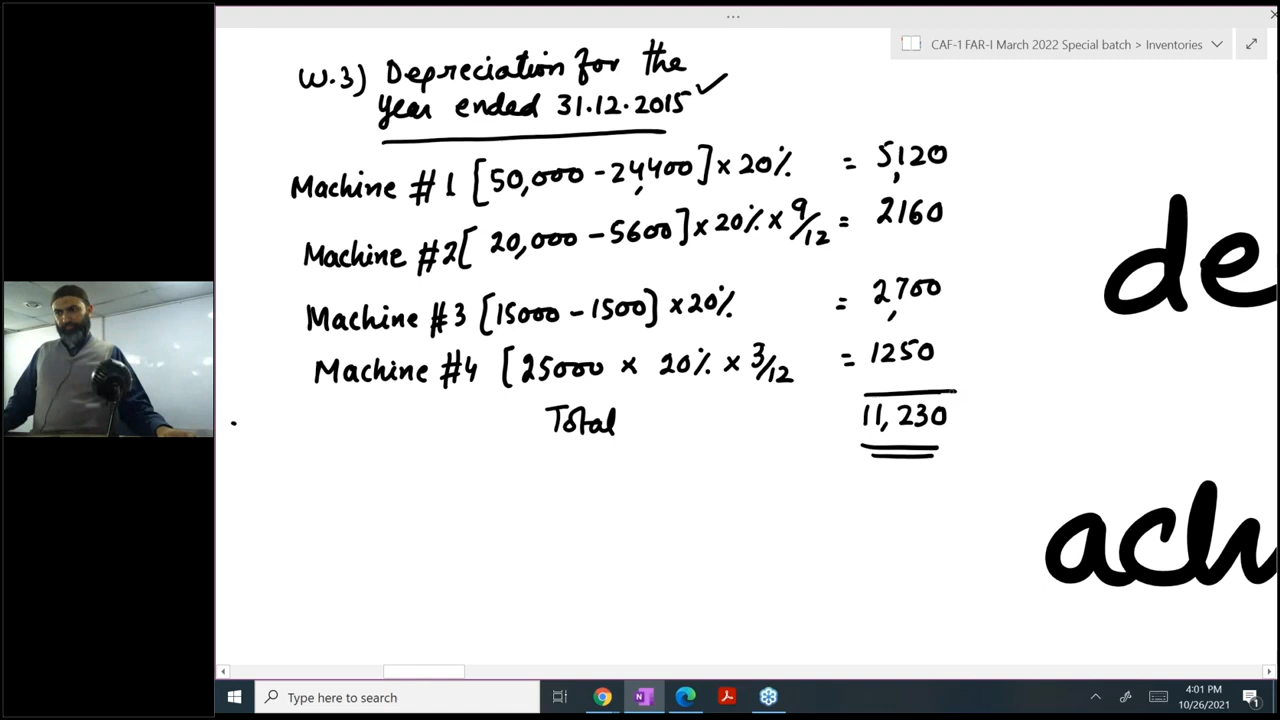 CAF-1 FAR-I March 2022 Special batch > Inventories
W.3) Depreciation for the
year ended 31.12.2015 ✓
Machine #1 [50,000 - 24,400] × 20% = 5,120
Machine #2 [20,000 - 5600] × 20% × 9/12 = 2160
Machine #3 [15000 - 1500] × 20% = 2,700
Machine #4 [25000 × 20% × 3/12 = 1250
Total 11,230
de
ach
Type here to search
4:01 PM
10/26/2021
1